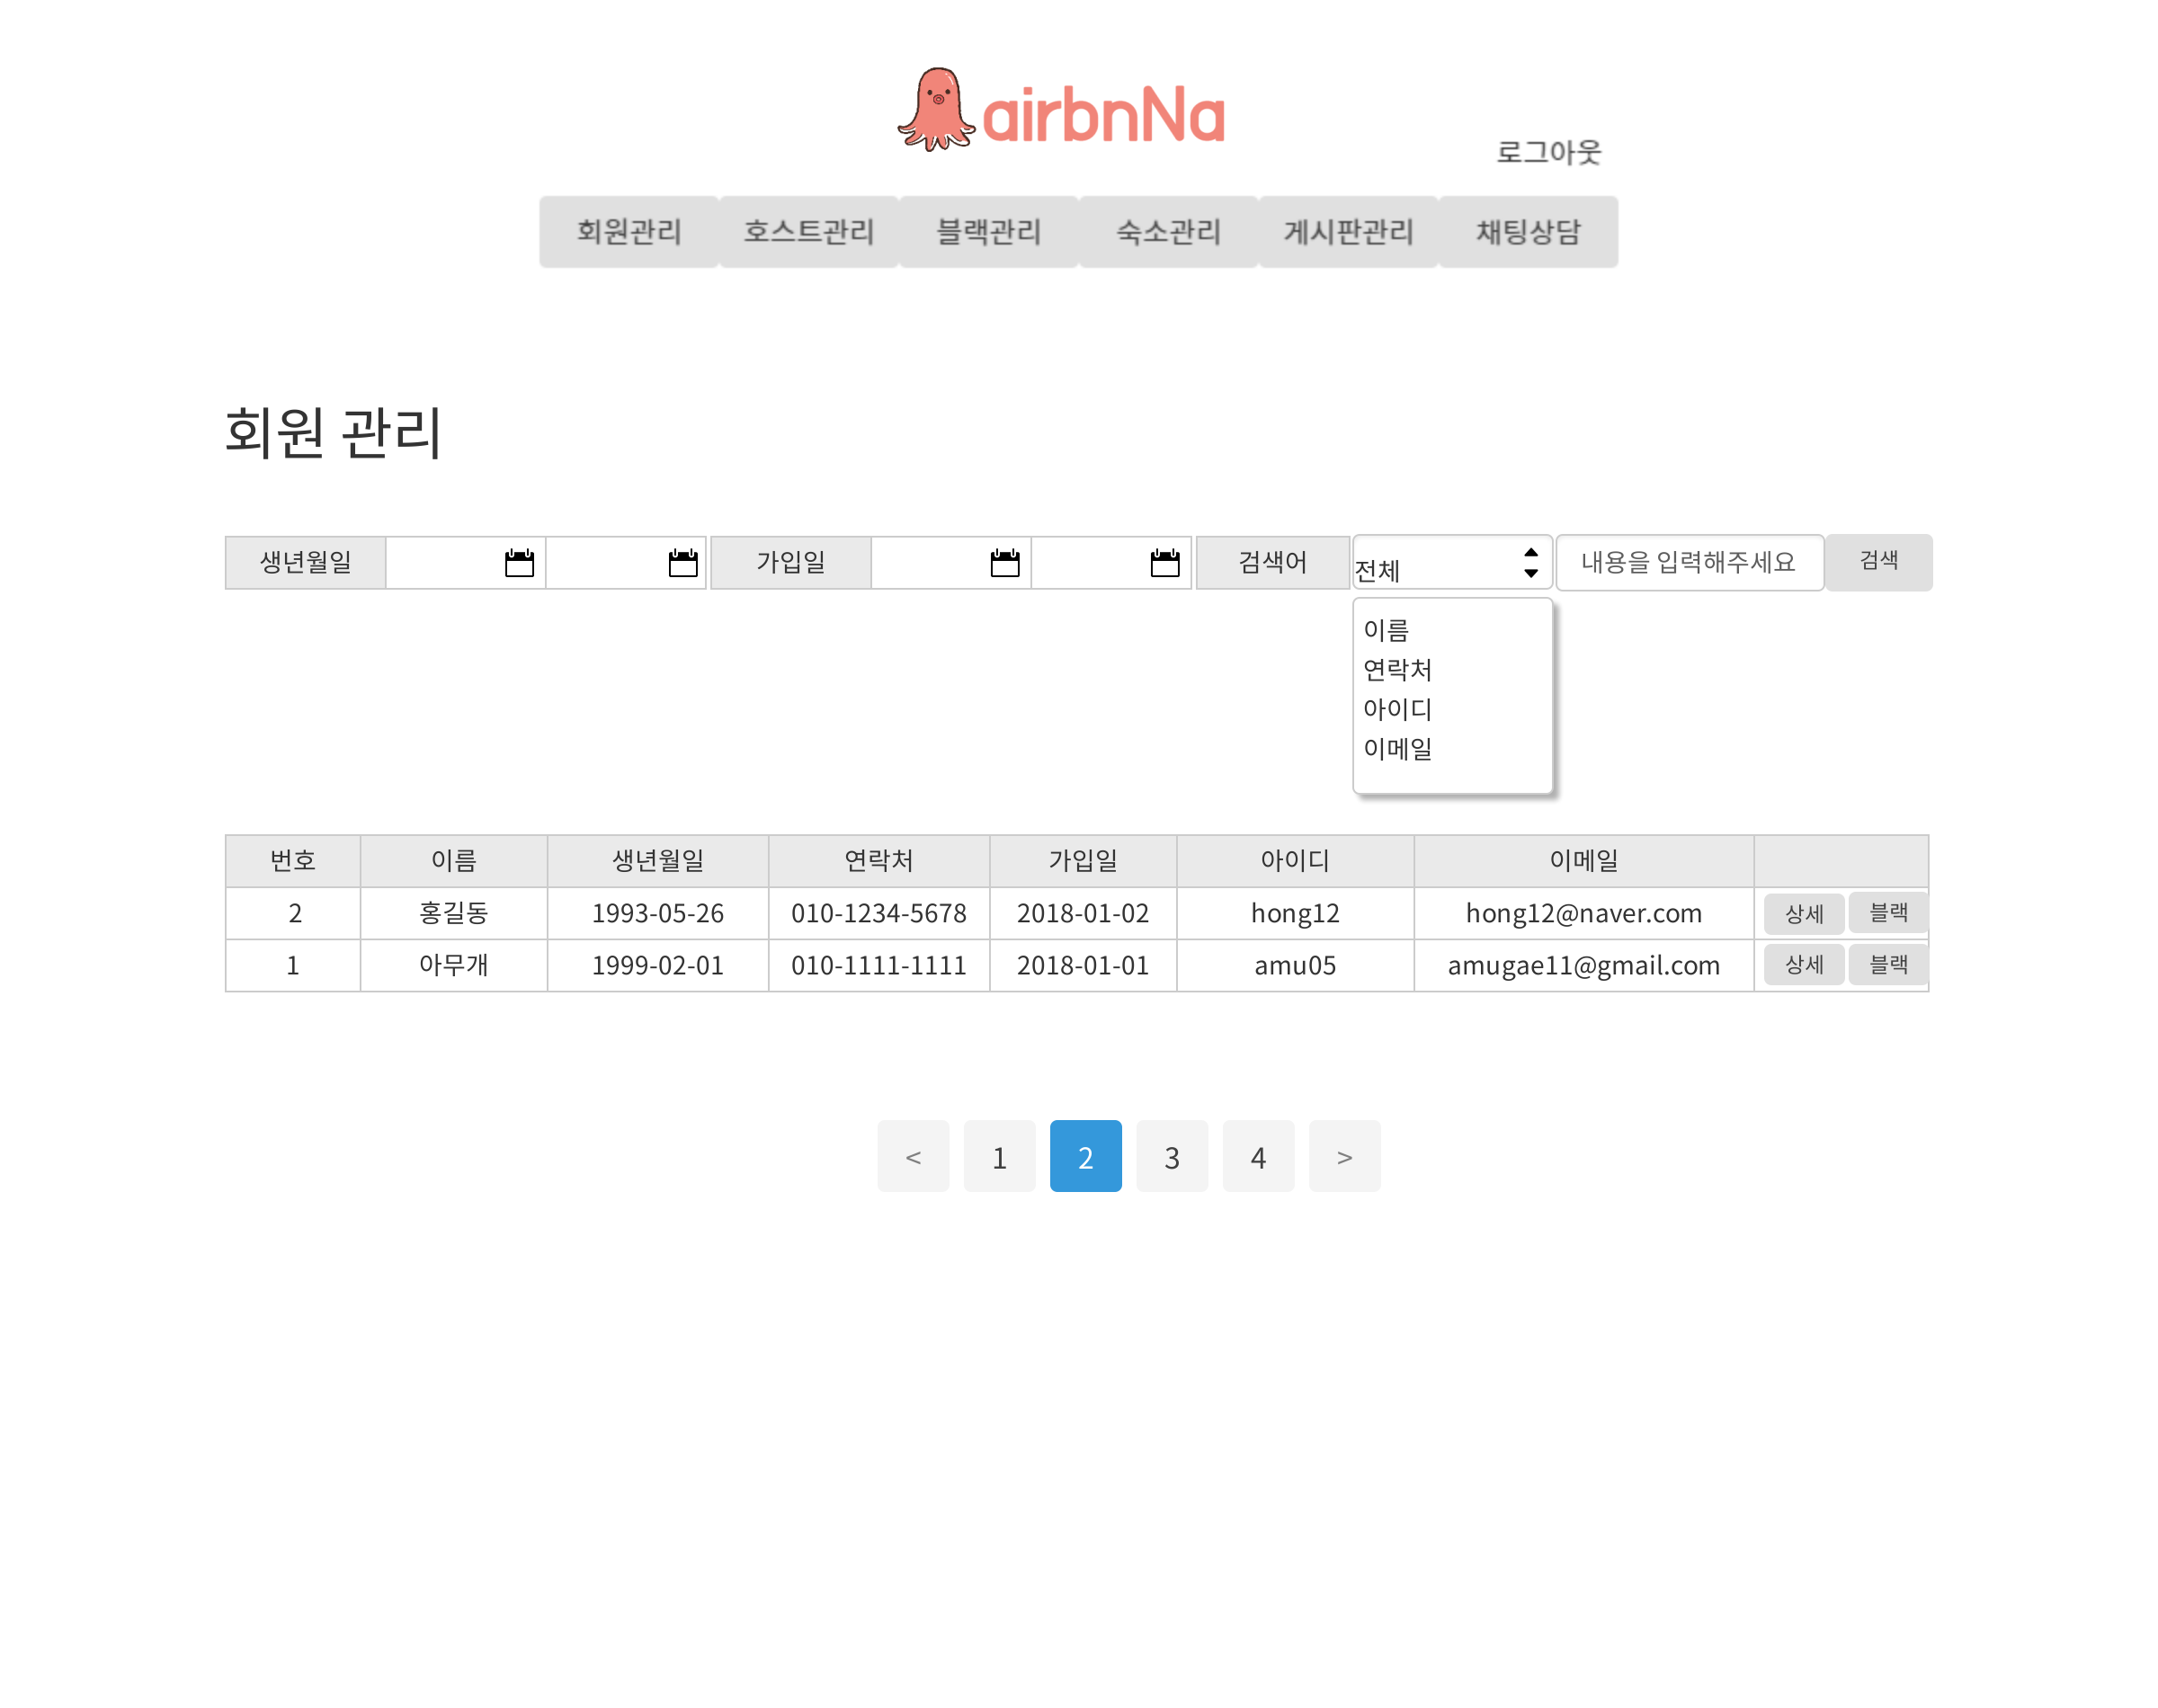 airbnNa
로그아웃
회원관리 호스트관리 블랙관리 숙소관리 게시판관리 채팅상담
회원 관리
생년월일 가입일 검색어 전체 내용을 입력해주세요 검색
이름
연락처
아이디
이메일
번호 이름 생년월일 연락처 가입일 아이디 이메일
2 홍길동 1993-05-26 010-1234-5678 2018-01-02 hong12 hong12@naver.com 상세 블랙
1 아무개 1999-02-01 010-1111-1111 2018-01-01 amu05 amugae11@gmail.com 상세 블랙
< 1 2 3 4 >